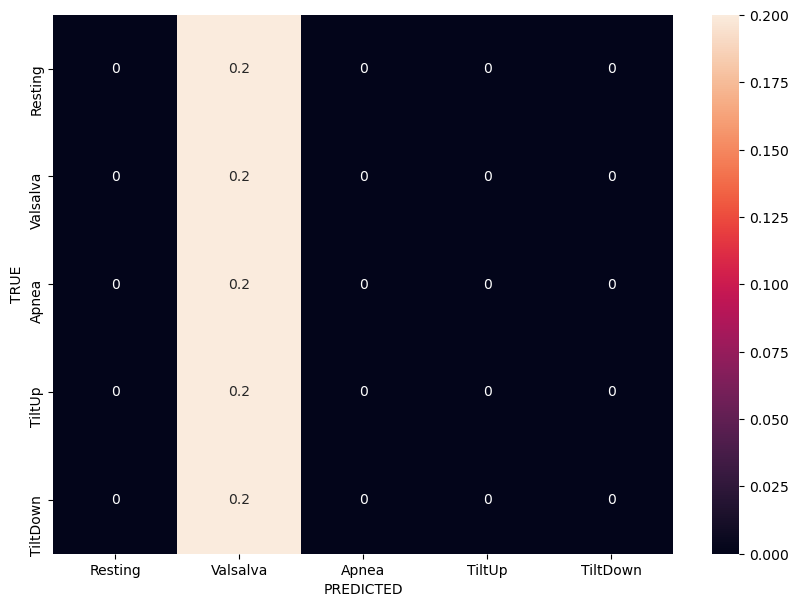 TRUE
Resting 0 0.2 0 0 0
Valsalva 0 0.2 0 0 0
Apnea 0 0.2 0 0 0
TiltUp 0 0.2 0 0 0
TiltDown 0 0.2 0 0 0
Resting Valsalva Apnea TiltUp TiltDown
PREDICTED
0.200
0.175
0.150
0.125
0.100
0.075
0.050
0.025
0.000